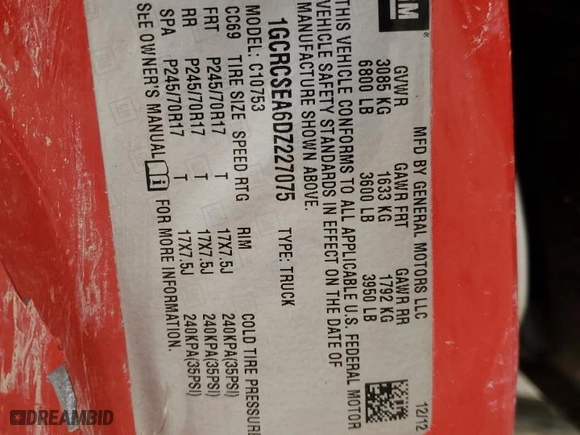 GM ®
MFD BY GENERAL MOTORS LLC 12/12
GVWR GAWR FRT GAWR RR
3085 KG 1633 KG 1792 KG
6800 LB 3600 LB 3950 LB
THIS VEHICLE CONFORMS TO ALL APPLICABLE U.S. FEDERAL MOTOR
VEHICLE SAFETY STANDARDS IN EFFECT ON THE DATE OF
MANUFACTURE SHOWN ABOVE.
1GCRCSEA6DZ227075 TYPE: TRUCK
MODEL: C10753
CC69 TIRE SIZE SPEED RTG RIM COLD TIRE PRESSURE
FRT P245/70R17 T 17X7.5J 240KPA(35PSI)
RR P245/70R17 T 17X7.5J 240KPA(35PSI)
SPA P245/70R17 T 17X7.5J 240KPA(35PSI)
SEE OWNER'S MANUAL i FOR MORE INFORMATION.
DREAMBID